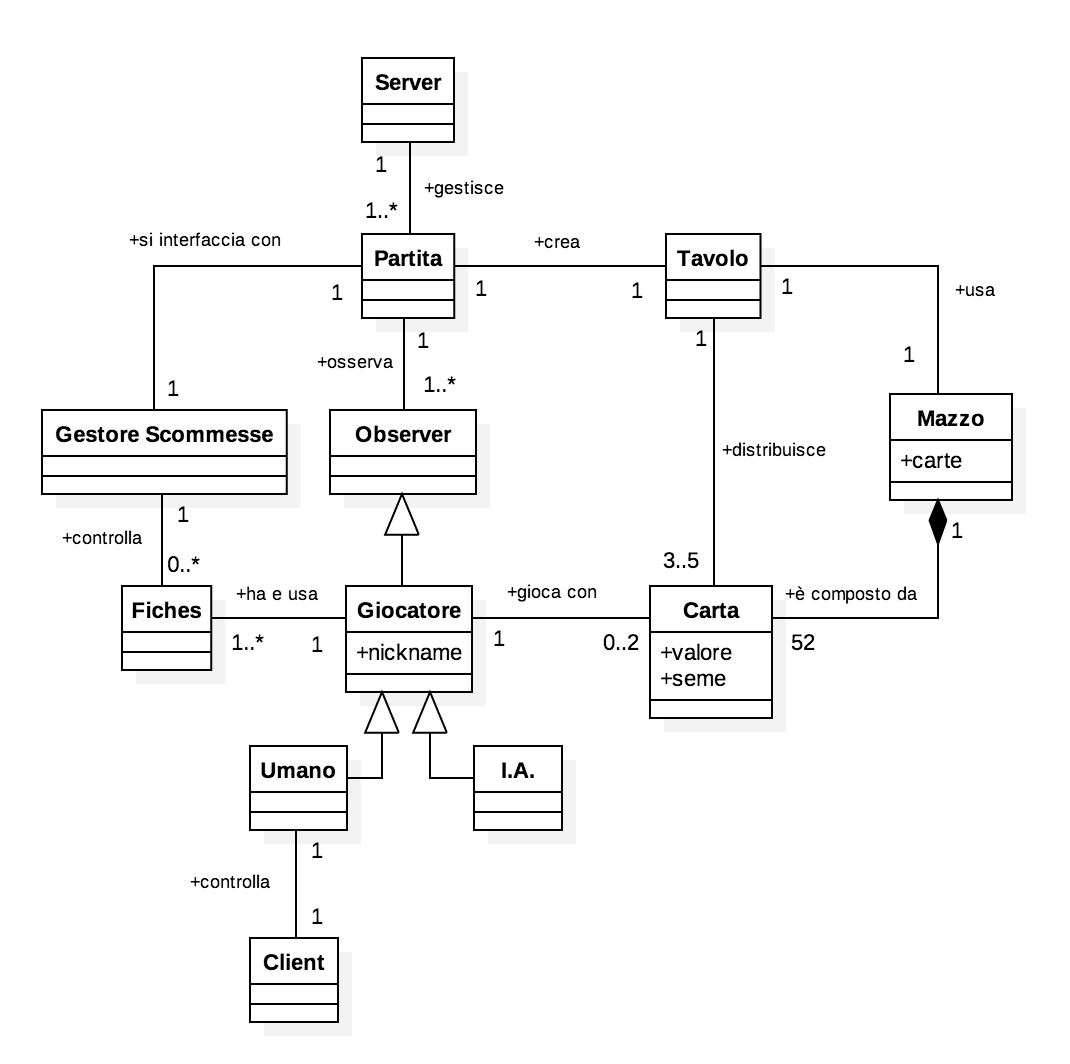 Server
1
+gestisce
1..*
+si interfaccia con
+crea
Partita
Tavolo
1
1
1
1
+usa
1
+osserva
1..*
1
1
1
Gestore Scommesse
Observer
Mazzo
+carte
+distribuisce
1
+controlla
0..*
3..5
1
Fiches
+ha e usa
Giocatore
+nickname
+gioca con
Carta
+valore
+seme
+è composto da
1..*
1
1
0..2
52
Umano
I.A.
1
+controlla
1
Client